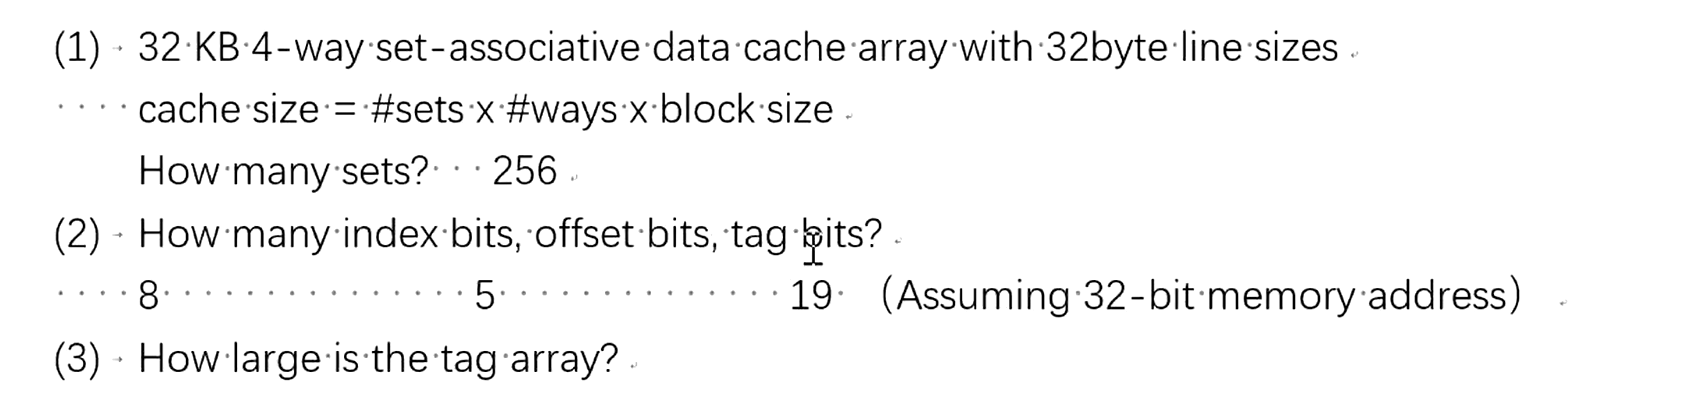 (1) 32 KB 4-way set-associative data cache array with 32byte line sizes
cache size = #sets x #ways x block size
How many sets? 256
(2) How many index bits, offset bits, tag bits?
8 5 19 (Assuming 32-bit memory address)
(3) How large is the tag array?